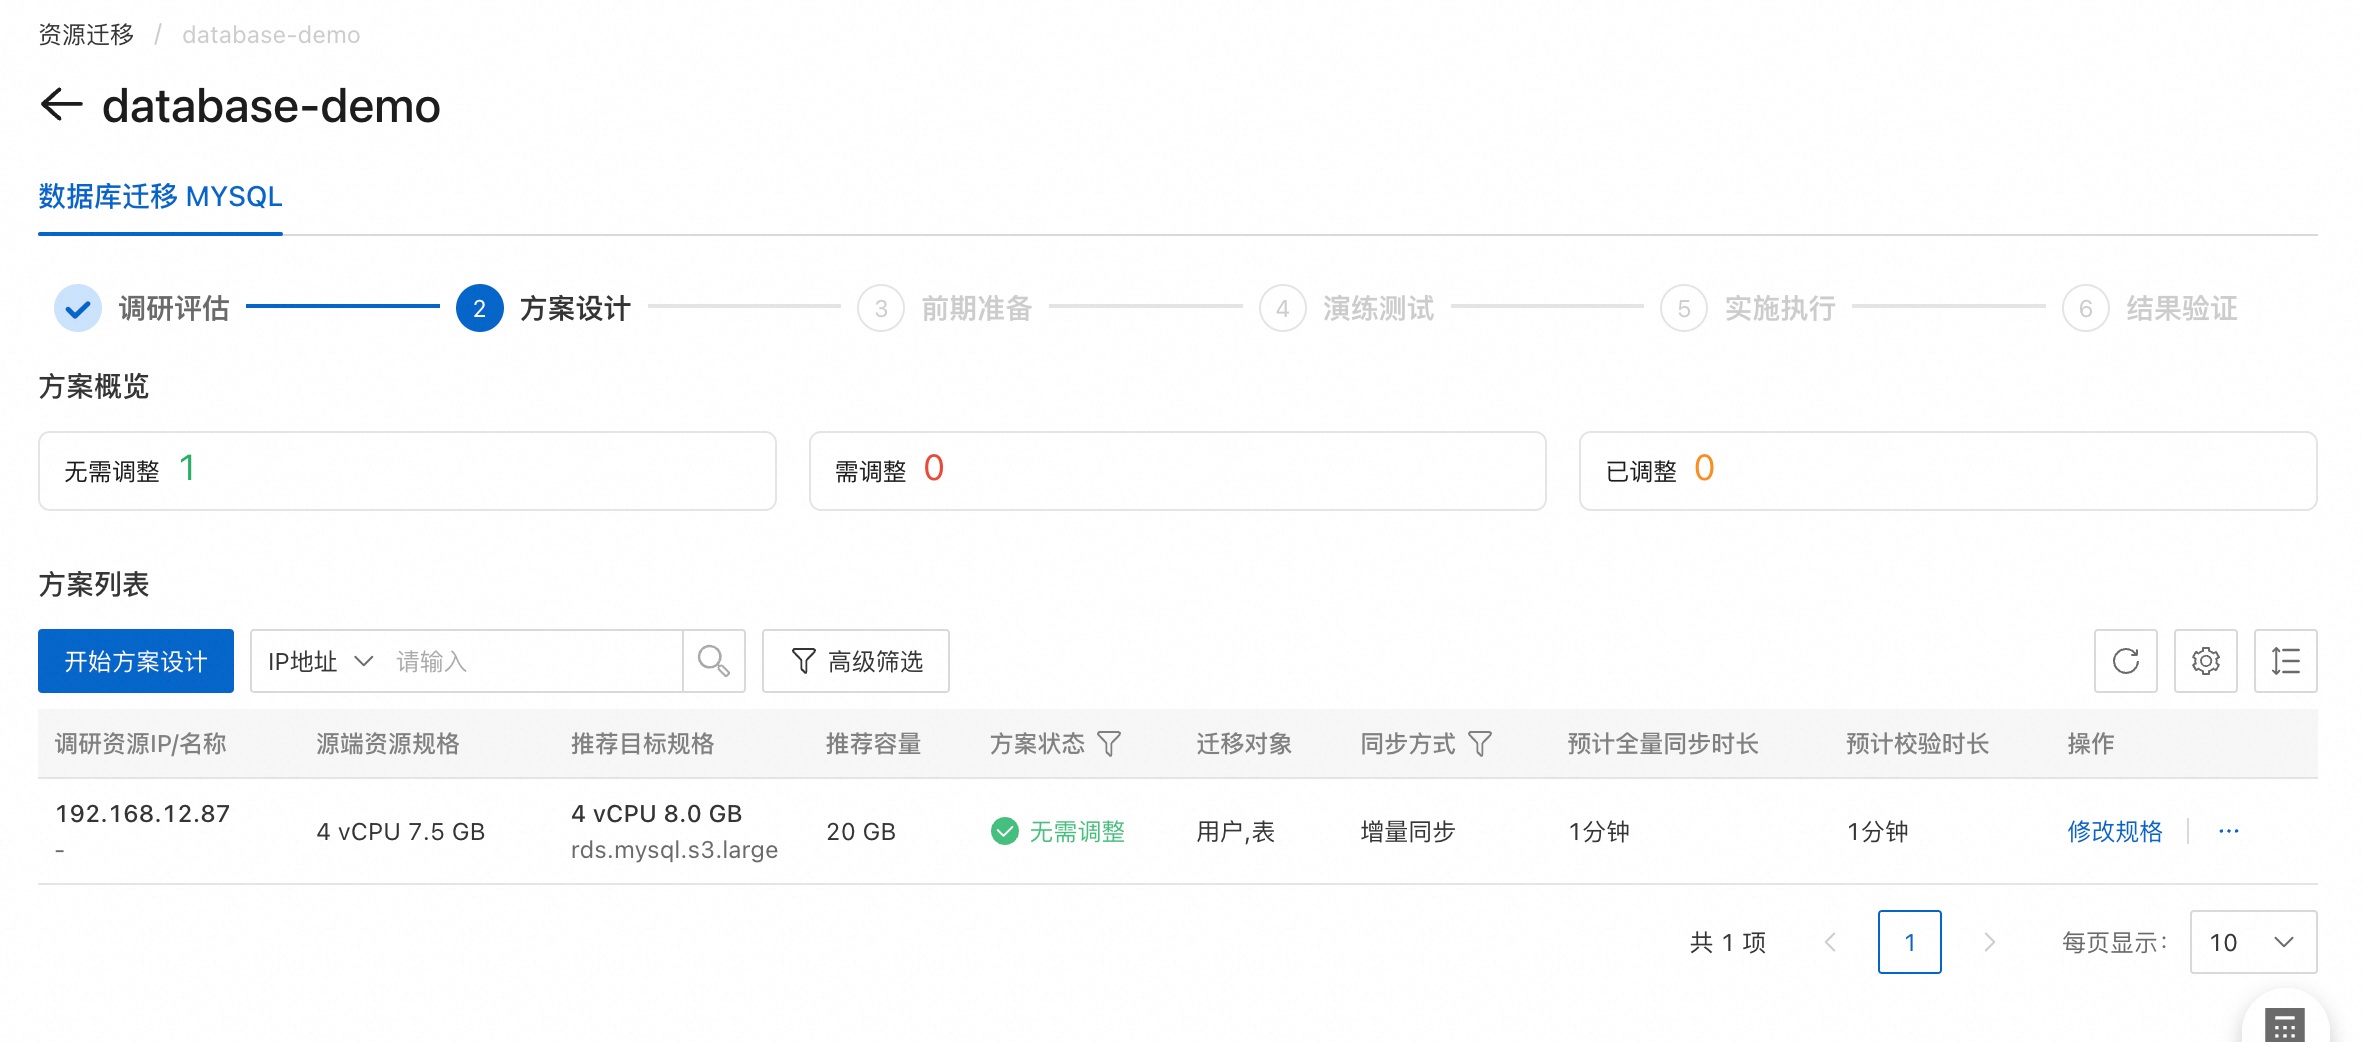 资源迁移 / database-demo
database-demo
数据库迁移 MYSQL
调研评估 2 方案设计 3 前期准备 4 演练测试 5 实施执行 6 结果验证
方案概览
无需调整 1 需调整 0 已调整 0
方案列表
开始方案设计 IP地址 请输入 高级筛选
调研资源IP/名称 源端资源规格 推荐目标规格 推荐容量 方案状态 迁移对象 同步方式 预计全量同步时长 预计校验时长 操作
192.168.12.87 4 vCPU 8.0 GB
4 vCPU 7.5 GB 20 GB 无需调整 用户,表 增量同步 1分钟 1分钟 修改规格 ···
- rds.mysql.s3.large
共 1 项 1 每页显示: 10